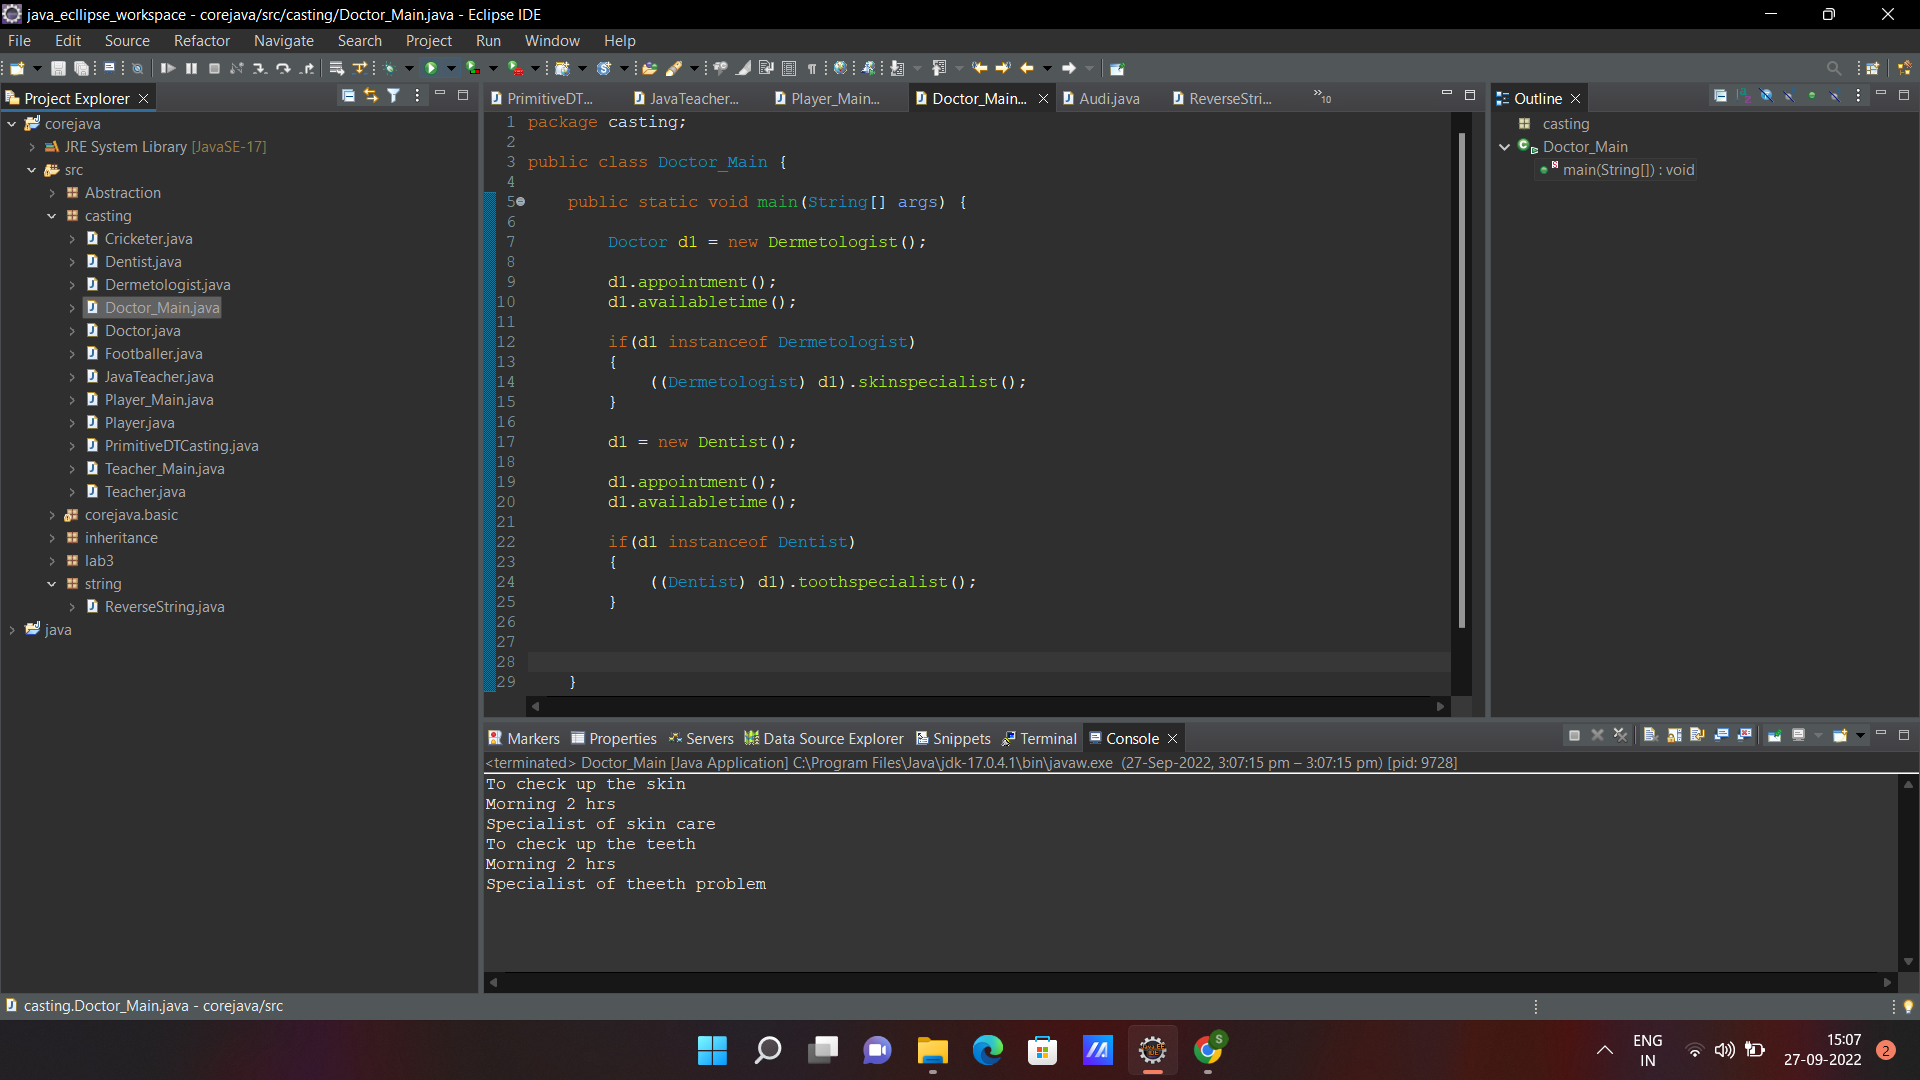 java_ecllipse_workspace - corejava/src/casting/Doctor_Main.java - Eclipse IDE
File Edit Source Refactor Navigate Search Project Run Window Help
Project Explorer
corejava
JRE System Library [JavaSE-17]
src
Abstraction
casting
Cricketer.java
Dentist.java
Dermetologist.java
Doctor_Main.java
Doctor.java
Footballer.java
JavaTeacher.java
Player_Main.java
Player.java
PrimitiveDTCasting.java
Teacher_Main.java
Teacher.java
corejava.basic
inheritance
lab3
string
ReverseString.java
java
PrimitiveDT... JavaTeacher... Player_Main... Doctor_Main... Audi.java ReverseStri... »10
1 package casting;
2
3 public class Doctor_Main {
4
5 public static void main(String[] args) {
6
7 Doctor d1 = new Dermetologist();
8
9 d1.appointment();
10 d1.availabletime();
11
12 if(d1 instanceof Dermetologist)
13 {
14 ((Dermetologist) d1).skinspecialist();
15 }
16
17 d1 = new Dentist();
18
19 d1.appointment();
20 d1.availabletime();
21
22 if(d1 instanceof Dentist)
23 {
24 ((Dentist) d1).toothspecialist();
25 }
26
27
28
29 }
Outline
casting
Doctor_Main
main(String[]) : void
Markers Properties Servers Data Source Explorer Snippets Terminal Console
<terminated> Doctor_Main [Java Application] C:\Program Files\Java\jdk-17.0.4.1\bin\javaw.exe (27-Sep-2022, 3:07:15 pm – 3:07:15 pm) [pid: 9728]
To check up the skin
Morning 2 hrs
Specialist of skin care
To check up the teeth
Morning 2 hrs
Specialist of theeth problem
casting.Doctor_Main.java - corejava/src
S
ENG
IN
15:07
27-09-2022
2